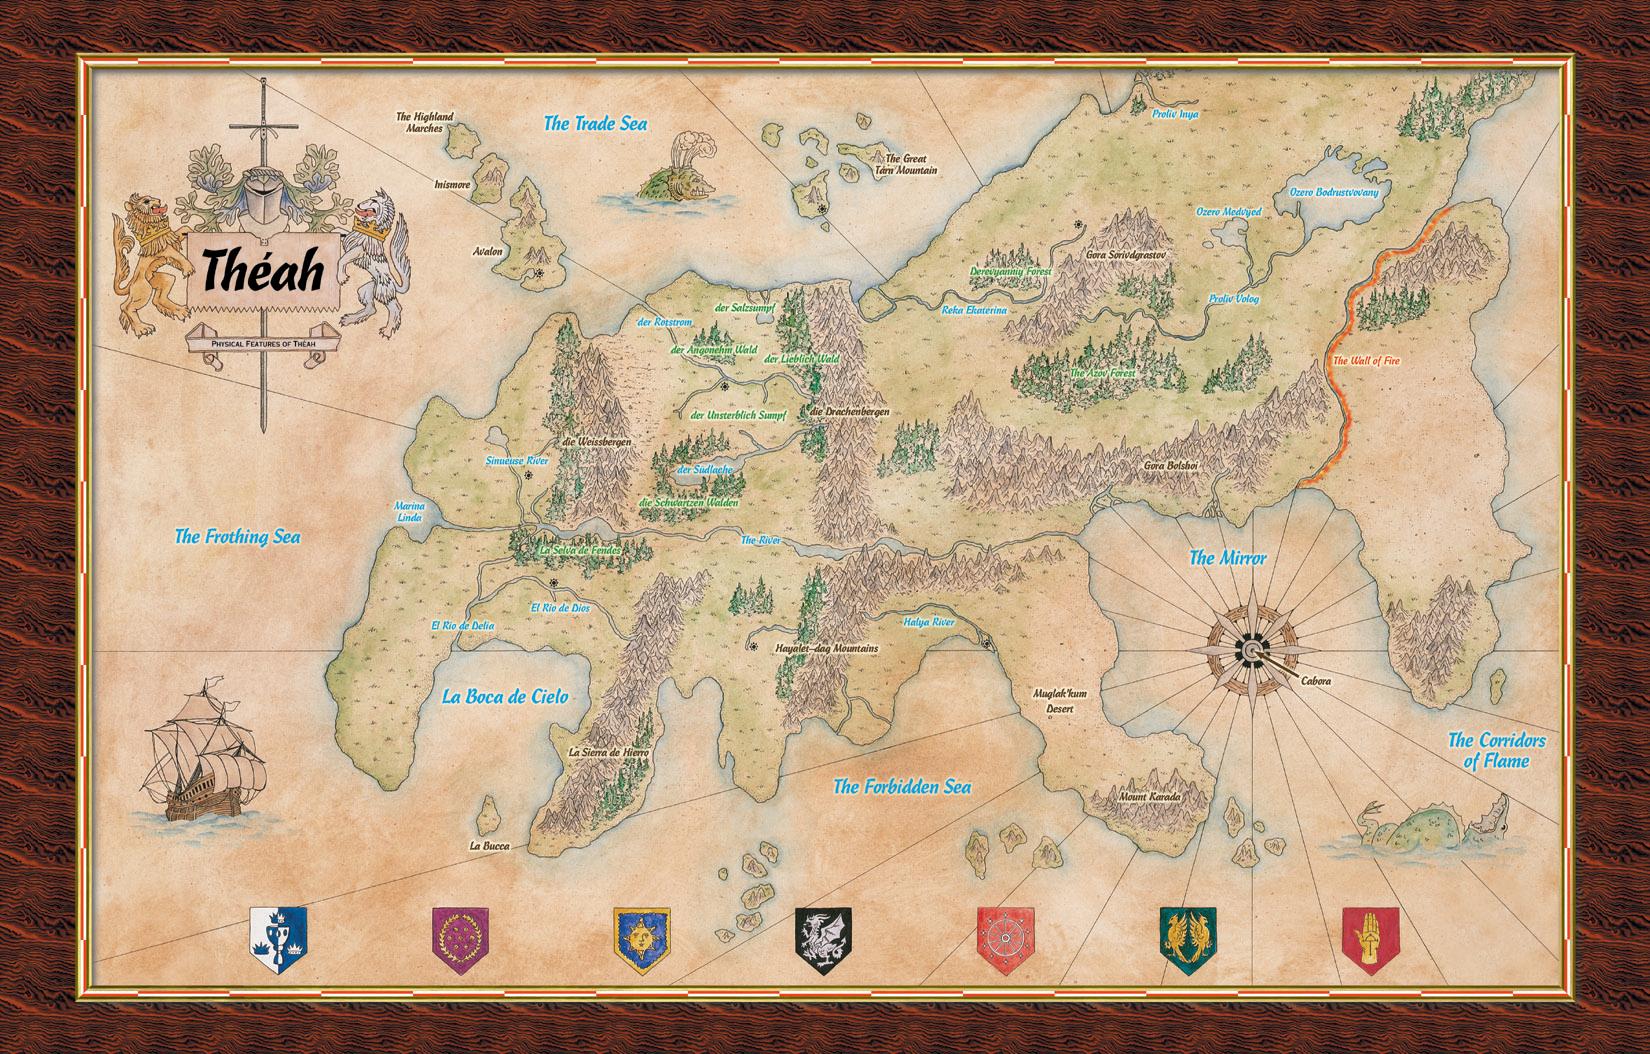 Théah
PHYSICAL FEATURES OF THÉAH
The Highland
Marches
Inismore
Avalon
The Trade Sea
The Great
Tarn Mountain
Proliv Inya
Ozero Bodrustvovany
Ozero Medvyed
Gora Sorivdgrastov
Derevyanniy Forest
Reka Ekaterina
Proliv Volog
der Salzsumpf
der Rotstrom
der Angonehm Wald
der Lieblich Wald
The Azov Forest
The Wall of Fire
der Unsterblich Sumpf
die Drachenbergen
die Weissbergen
Sinueuse River
der Südlache
die Schwartzen Walden
Gora Bolshoi
Marina
Linda
The Frothing Sea
The River
La Selva de Fendes
The Mirror
El Rio de Dios
El Rio de Delia
Halya River
Hayalet-dag Mountains
Cabora
La Boca de Cielo
Muglak'kum
Desert
La Sierra de Hierro
The Corridors
of Flame
The Forbidden Sea
Mount Karada
La Bucca